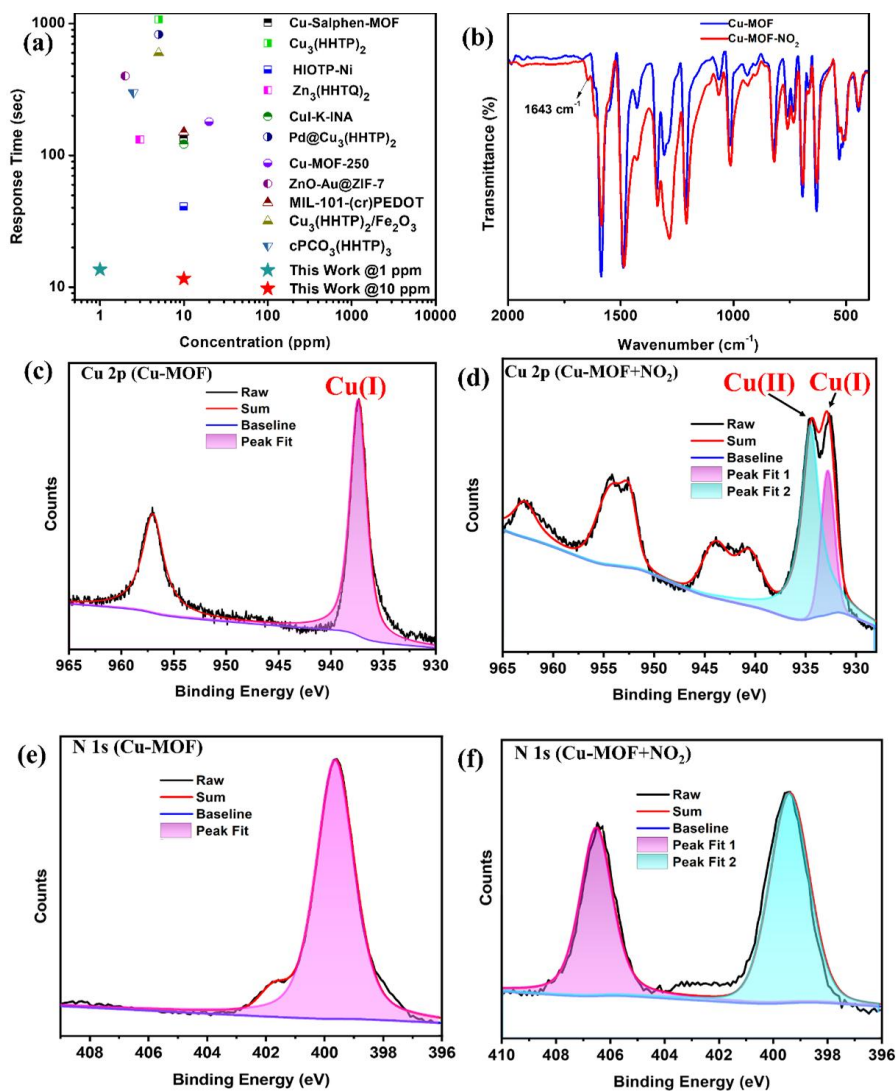 (a)
1000
100
10
Response Time (sec)
1
10
100
1000
10000
Concentration (ppm)
Cu-Salphen-MOF
Cu₃(HHTP)₂
HIOTP-Ni
Zn₃(HHTQ)₂
CuI-K-INA
Pd@Cu₃(HHTP)₂
Cu-MOF-250
ZnO-Au@ZIF-7
MIL-101-(cr)PEDOT
Cu₃(HHTP)₂/Fe₂O₃
cPCO₃(HHTP)₃
This Work @1 ppm
This Work @10 ppm
(b)
Cu-MOF
Cu-MOF-NO₂
1643 cm⁻¹
Transmittance (%)
2000
1500
1000
500
Wavenumber (cm⁻¹)
(c)
Cu 2p (Cu-MOF)
Cu(I)
Raw
Sum
Baseline
Peak Fit
Counts
965 960 955 950 945 940 935 930
Binding Energy (eV)
(d)
Cu 2p (Cu-MOF+NO₂)
Cu(II) Cu(I)
Raw
Sum
Baseline
Peak Fit 1
Peak Fit 2
Counts
965 960 955 950 945 940 935 930
Binding Energy (eV)
(e)
N 1s (Cu-MOF)
Raw
Sum
Baseline
Peak Fit
Counts
408 406 404 402 400 398 396
Binding Energy (eV)
(f)
N 1s (Cu-MOF+NO₂)
Raw
Sum
Baseline
Peak Fit 1
Peak Fit 2
Counts
410 408 406 404 402 400 398 396
Binding Energy (eV)